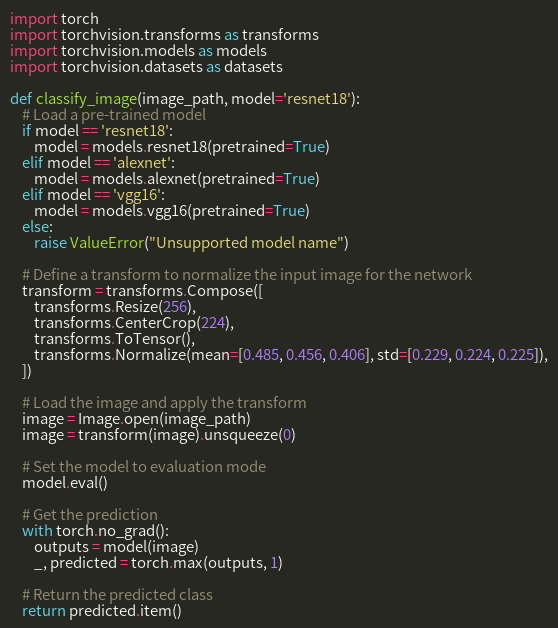 import torch
import torchvision.transforms as transforms
import torchvision.models as models
import torchvision.datasets as datasets

def classify_image(image_path, model='resnet18'):
    # Load a pre-trained model
    if model == 'resnet18':
        model = models.resnet18(pretrained=True)
    elif model == 'alexnet':
        model = models.alexnet(pretrained=True)
    elif model == 'vgg16':
        model = models.vgg16(pretrained=True)
    else:
        raise ValueError("Unsupported model name")

    # Define a transform to normalize the input image for the network
    transform = transforms.Compose([
        transforms.Resize(256),
        transforms.CenterCrop(224),
        transforms.ToTensor(),
        transforms.Normalize(mean=[0.485, 0.456, 0.406], std=[0.229, 0.224, 0.225]),
    ])

    # Load the image and apply the transform
    image = Image.open(image_path)
    image = transform(image).unsqueeze(0)

    # Set the model to evaluation mode
    model.eval()

    # Get the prediction
    with torch.no_grad():
        outputs = model(image)
        _, predicted = torch.max(outputs, 1)

    # Return the predicted class
    return predicted.item()